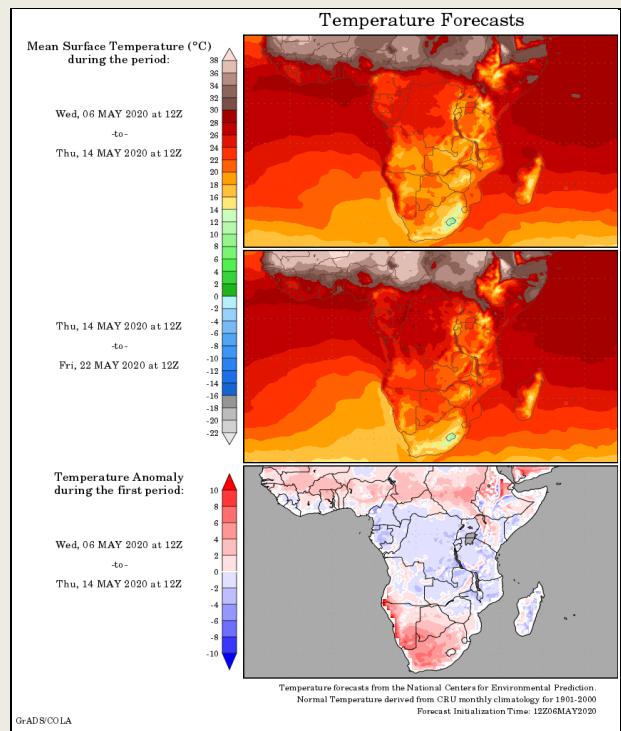 Temperature Forecasts
Mean Surface Temperature (°C)
during the period:
Wed, 06 MAY 2020 at 12Z
-to-
Thu, 14 MAY 2020 at 12Z
38
36
34
32
30
28
26
24
22
20
18
16
14
12
10
8
6
4
2
0
-2
-4
-6
-8
-10
-12
-14
-16
-18
-20
-22
Thu, 14 MAY 2020 at 12Z
-to-
Fri, 22 MAY 2020 at 12Z
Temperature Anomaly
during the first period:
Wed, 06 MAY 2020 at 12Z
-to-
Thu, 14 MAY 2020 at 12Z
10
8
6
4
2
0
-2
-4
-6
-8
-10
Temperature forecasts from the National Centers for Environmental Prediction.
Normal Temperature derived from CRU monthly climatology for 1901-2000
Forecast Initialization Time: 12Z06MAY2020
GrADS/COLA